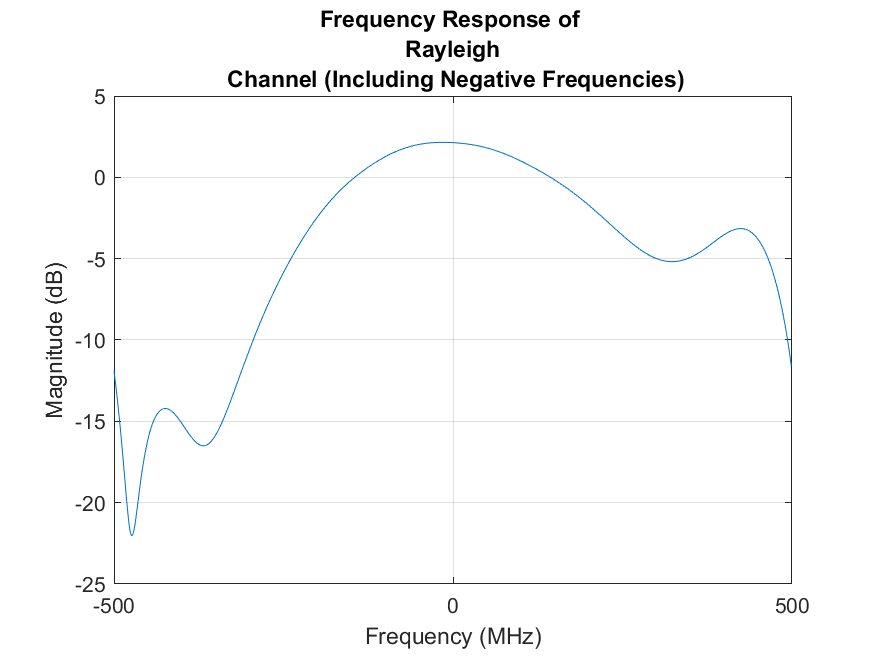 Frequency Response of
Rayleigh
Channel (Including Negative Frequencies)
5
0
-5
-10
-15
-20
-25
Magnitude (dB)
-500
0
500
Frequency (MHz)